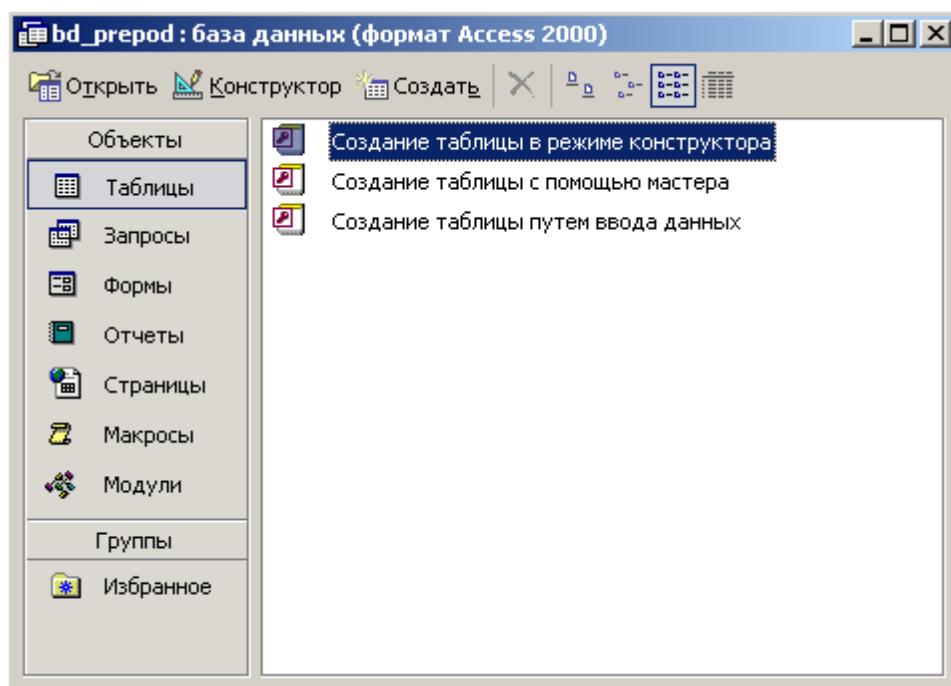 bd_prepod : база данных (формат Access 2000)
Открыть Конструктор Создать
Объекты
Таблицы
Запросы
Формы
Отчеты
Страницы
Макросы
Модули
Группы
Избранное
Создание таблицы в режиме конструктора
Создание таблицы с помощью мастера
Создание таблицы путем ввода данных